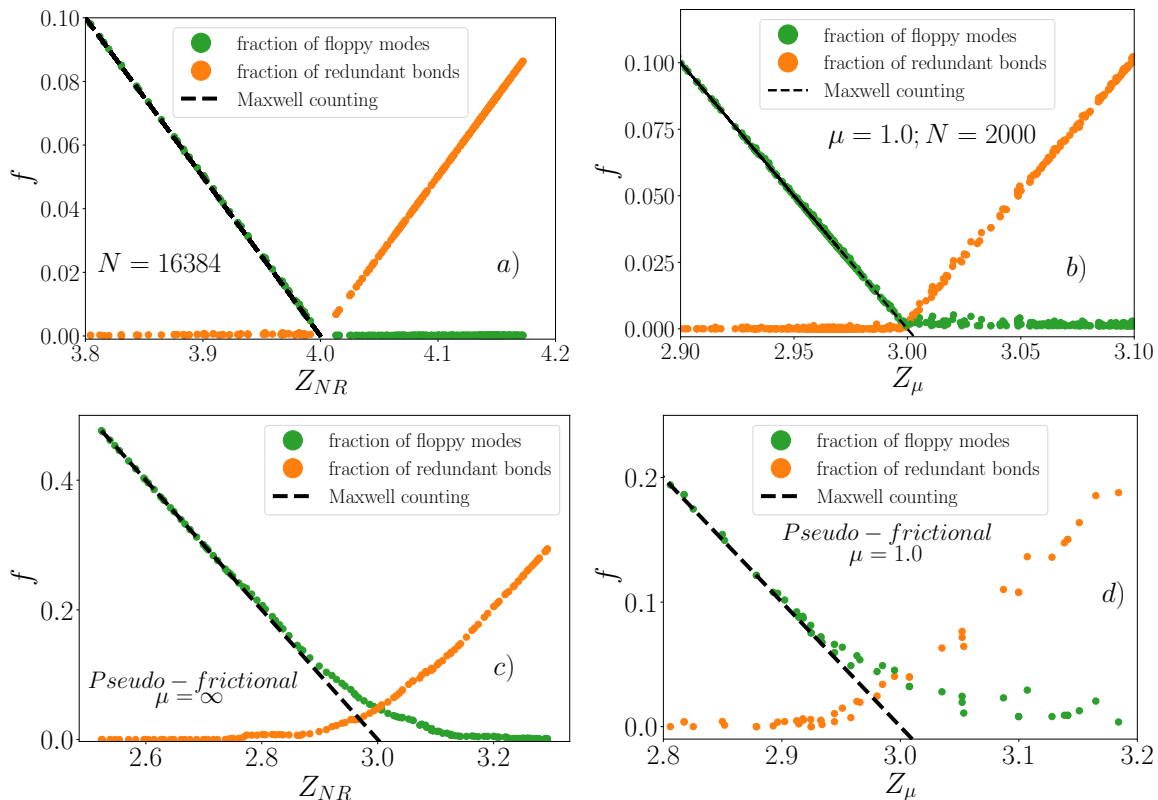 0.10
0.08
0.06
0.04
0.02
0.00
f
fraction of floppy modes
fraction of redundant bonds
Maxwell counting
N = 16384
a)
3.8
3.9
4.0
4.1
4.2
Z_{NR}
0.100
0.075
0.050
0.025
0.000
f
fraction of floppy modes
fraction of redundant bonds
Maxwell counting
μ = 1.0; N = 2000
b)
2.90
2.95
3.00
3.05
3.10
Z_μ
0.4
0.2
0.0
f
fraction of floppy modes
fraction of redundant bonds
Maxwell counting
Pseudo − frictional
μ = ∞
c)
2.6
2.8
3.0
3.2
Z_{NR}
0.2
0.1
0.0
f
fraction of floppy modes
fraction of redundant bonds
Maxwell counting
Pseudo − frictional
μ = 1.0
d)
2.8
2.9
3.0
3.1
3.2
Z_μ